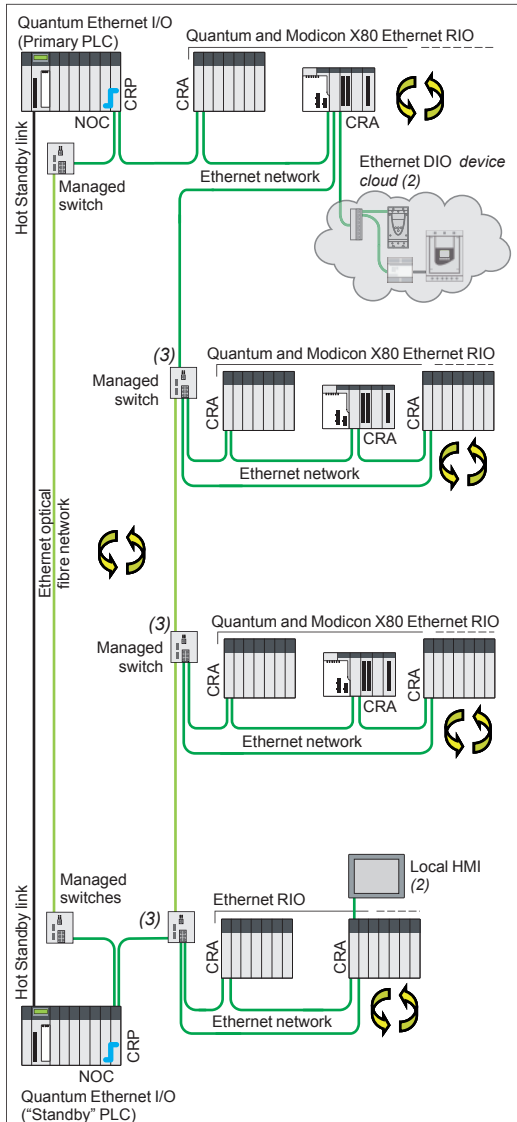 Quantum Ethernet I/O
(Primary PLC)
Quantum and Modicon X80 Ethernet RIO
CRP
CRA
NOC
CRA
Hot Standby link
Managed
switch
Ethernet network
Ethernet DIO device
cloud (2)
(3)
Managed
switch
Quantum and Modicon X80 Ethernet RIO
CRA
CRA
CRA
Ethernet network
Ethernet optical
fibre network
(3)
Managed
switch
Quantum and Modicon X80 Ethernet RIO
CRA
CRA
CRA
Ethernet network
Managed
switches
(3)
Ethernet RIO
Local HMI
(2)
Hot Standby link
CRA
CRA
CRP
Ethernet network
NOC
Quantum Ethernet I/O
(“Standby” PLC)